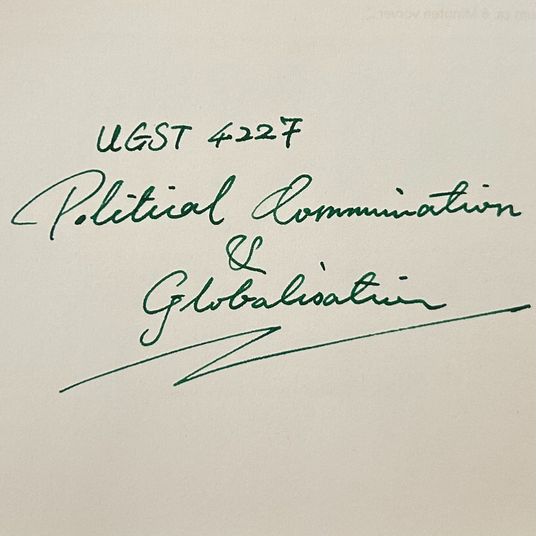 UGST 4227
Political Communication
&
Globalisation